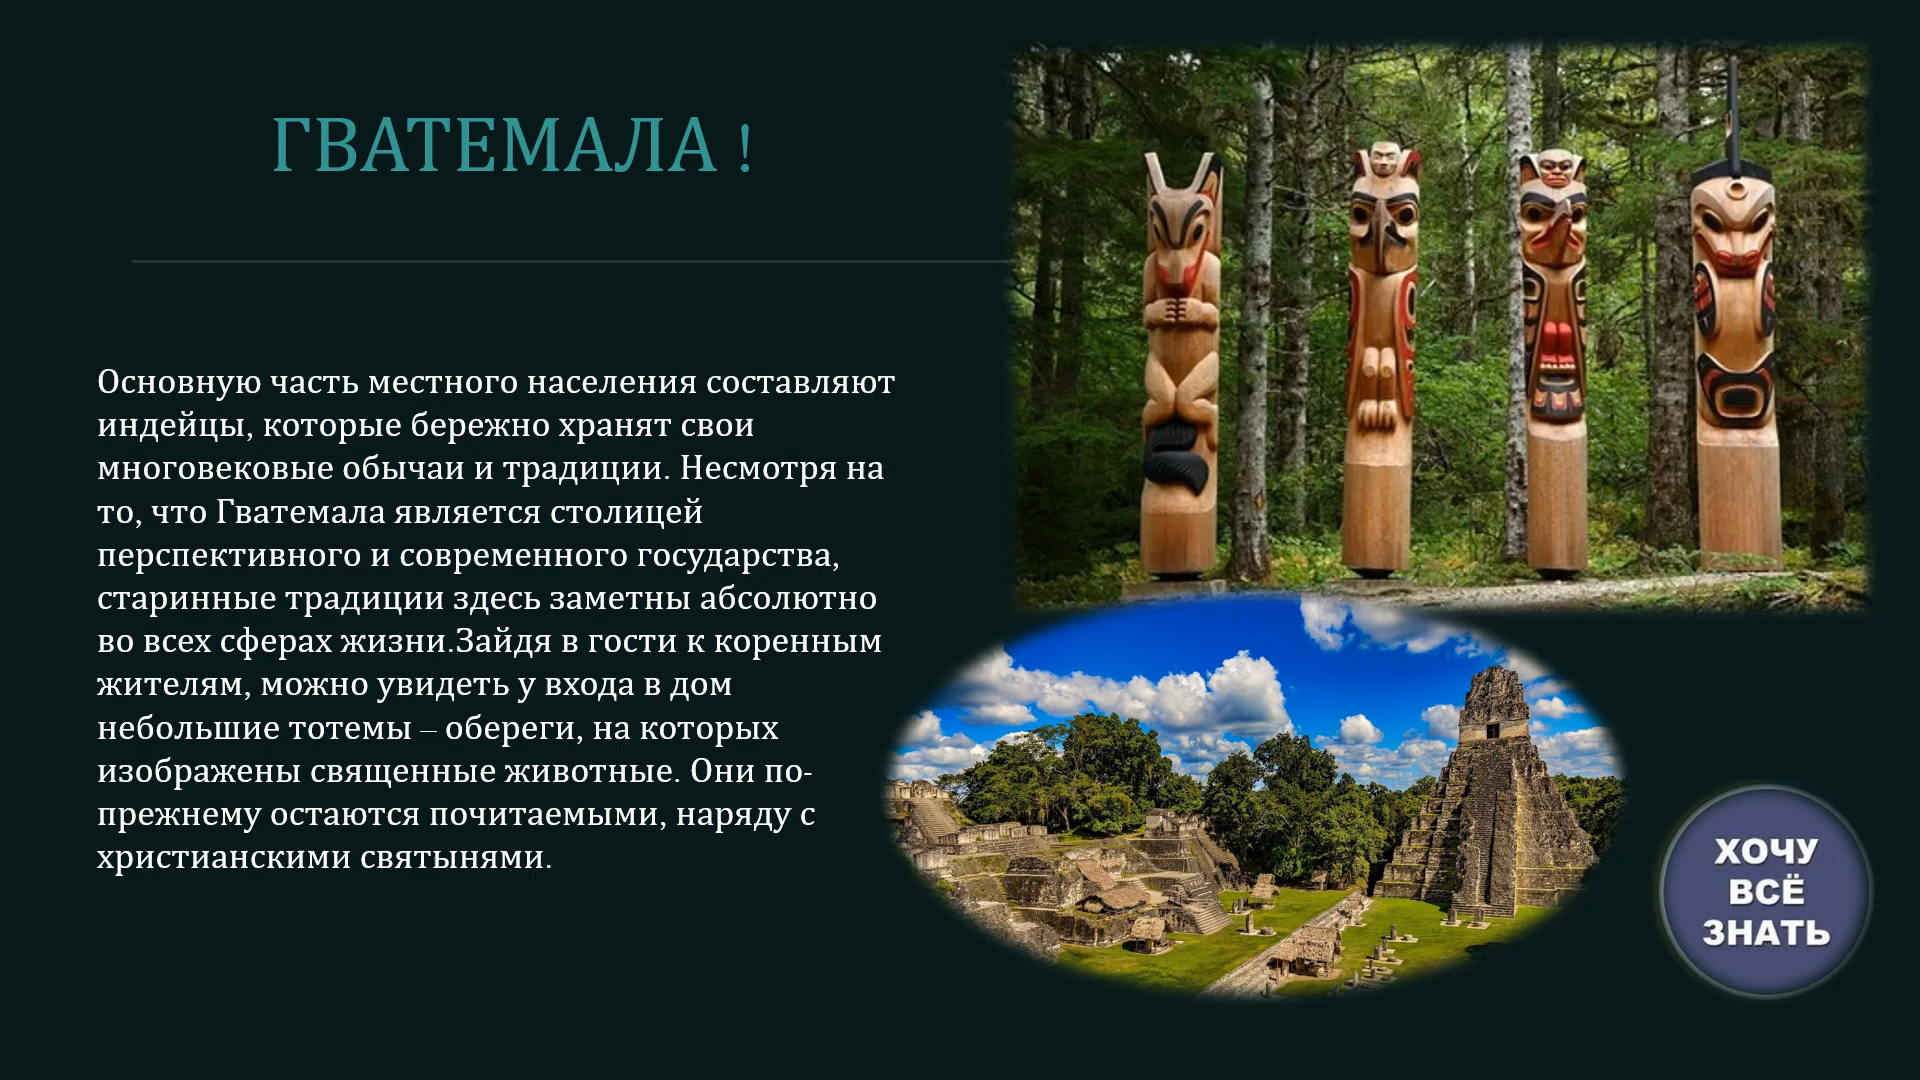 ГВАТЕМАЛА !
Основную часть местного населения составляют
индейцы, которые бережно хранят свои
многовековые обычаи и традиции. Несмотря на
то, что Гватемала является столицей
перспективного и современного государства,
старинные традиции здесь заметны абсолютно
во всех сферах жизни.Зайдя в гости к коренным
жителям, можно увидеть у входа в дом
небольшие тотемы – обереги, на которых
изображены священные животные. Они по-
прежнему остаются почитаемыми, наряду с
христианскими святынями.
ХОЧУ
ВСЁ
ЗНАТЬ